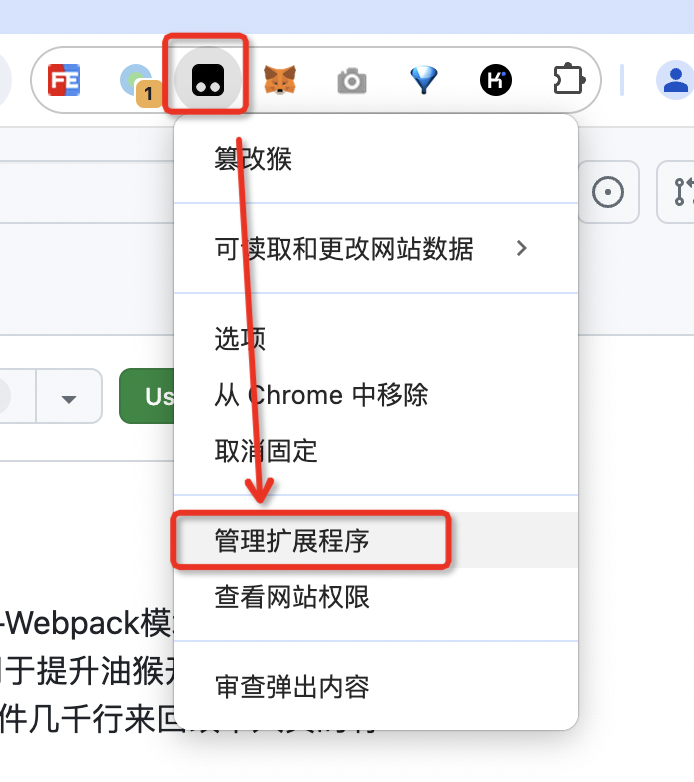 FE
1
篡改猴
可读取和更改网站数据
选项
Us
从 Chrome 中移除
取消固定
管理扩展程序
-Webpack模
查看网站权限
于提升油猴
审查弹出内容
件几千行来回